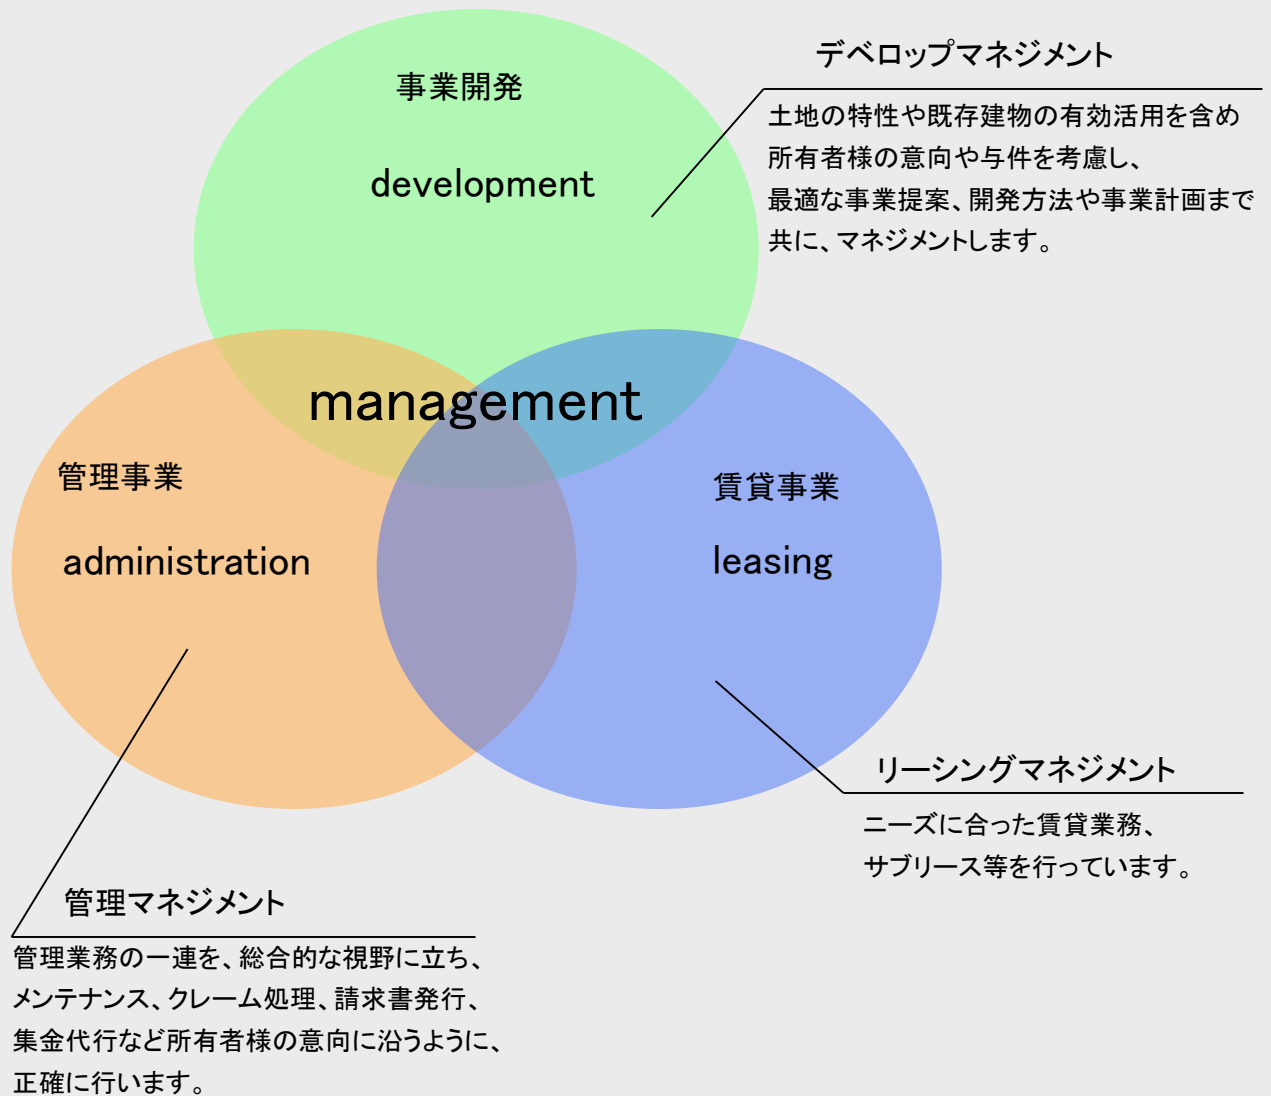 事業開発
development
デベロップマネジメント
土地の特性や既存建物の有効活用を含め
所有者様の意向や与件を考慮し、
最適な事業提案、開発方法や事業計画まで
共に、マネジメントします。
management
管理事業
administration
賃貸事業
leasing
リーシングマネジメント
ニーズに合った賃貸業務、
サブリース等を行っています。
管理マネジメント
管理業務の一連を、総合的な視野に立ち、
メンテナンス、クレーム処理、請求書発行、
集金代行など所有者様の意向に沿うように、
正確に行います。